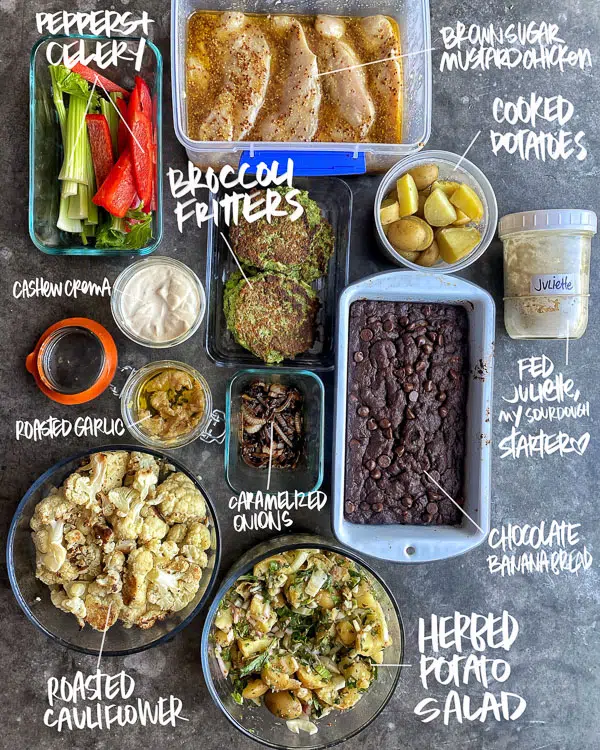 PEPPERS +
CELERY
BROWN SUGAR
MUSTARD CHICKEN
COOKED
POTATOES
BROCCOLI
FRITTERS
Juliette
CASHEW CREMA
FED
JULIETTE,
MY SOURDOUGH
STARTER♡
ROASTED GARLIC
CARAMELIZED
ONIONS
CHOCOLATE
BANANA BREAD
ROASTED
CAULIFLOWER
HERBED
POTATO
SALAD